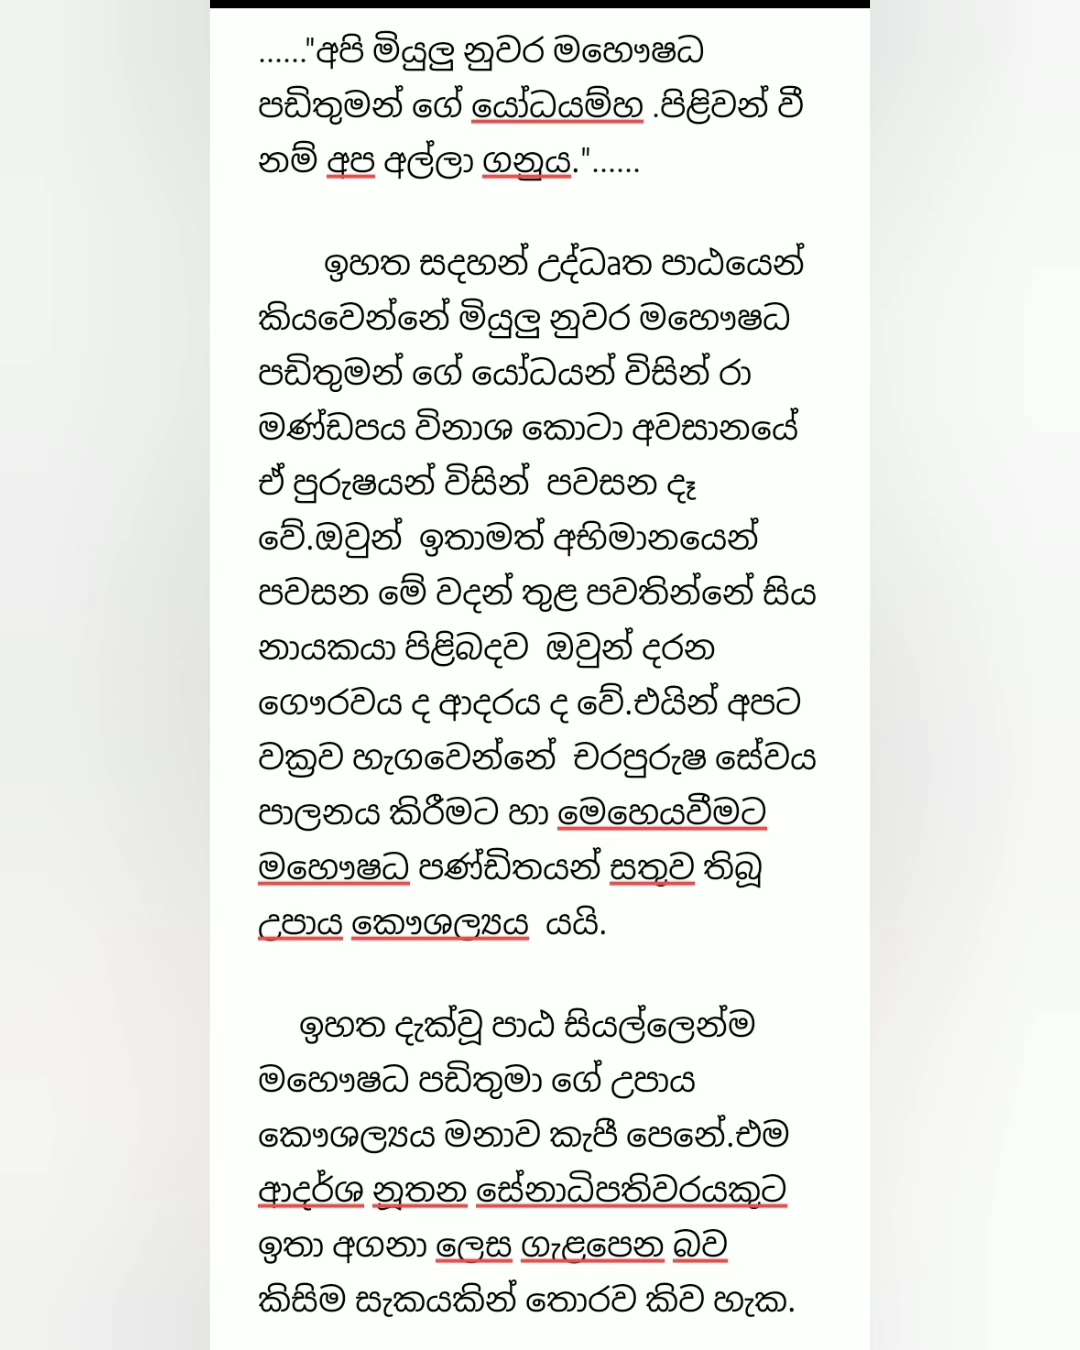 ......"අපි මියුලු නුවර මහෞෂධ
පඩිතුමන් ගේ යෝධයම්හ .පිළිවන් වී
නම් අප අල්ලා ගනුය."......
ඉහත සදහන් උද්ධෘත පාඨයෙන්
කියවෙන්නේ මියුලු නුවර මහෞෂධ
පඩිතුමන් ගේ යෝධයන් විසින් රා
මණ්ඩපය විනාශ කොටා අවසානයේ
ඒ පුරුෂයන් විසින්  පවසන දෑ
වේ.ඔවුන්  ඉතාමත් අභිමානයෙන්
පවසන මේ වදන් තුළ පවතින්නේ සිය
නායකයා පිළිබදව  ඔවුන් දරන
ගෞරවය ද ආදරය ද වේ.එයින් අපට
වක්‍රව හැගවෙන්නේ  චරපුරුෂ සේවය
පාලනය කිරීමට හා මෙහෙයවීමට
මහෞෂධ පණ්ඩිතයන් සතුව තිබූ
උපාය කෞශල්‍යය  යයි.
ඉහත දැක්වූ පාඨ සියල්ලෙන්ම
මහෞෂධ පඩිතුමා ගේ උපාය
කෞශල්‍යය මනාව කැපී පෙනේ.එම
ආදර්ශ නූතන සේනාධිපතිවරයකුට
ඉතා අගනා ලෙස ගැළපෙන බව
කිසිම සැකයකින් තොරව කිව හැක.